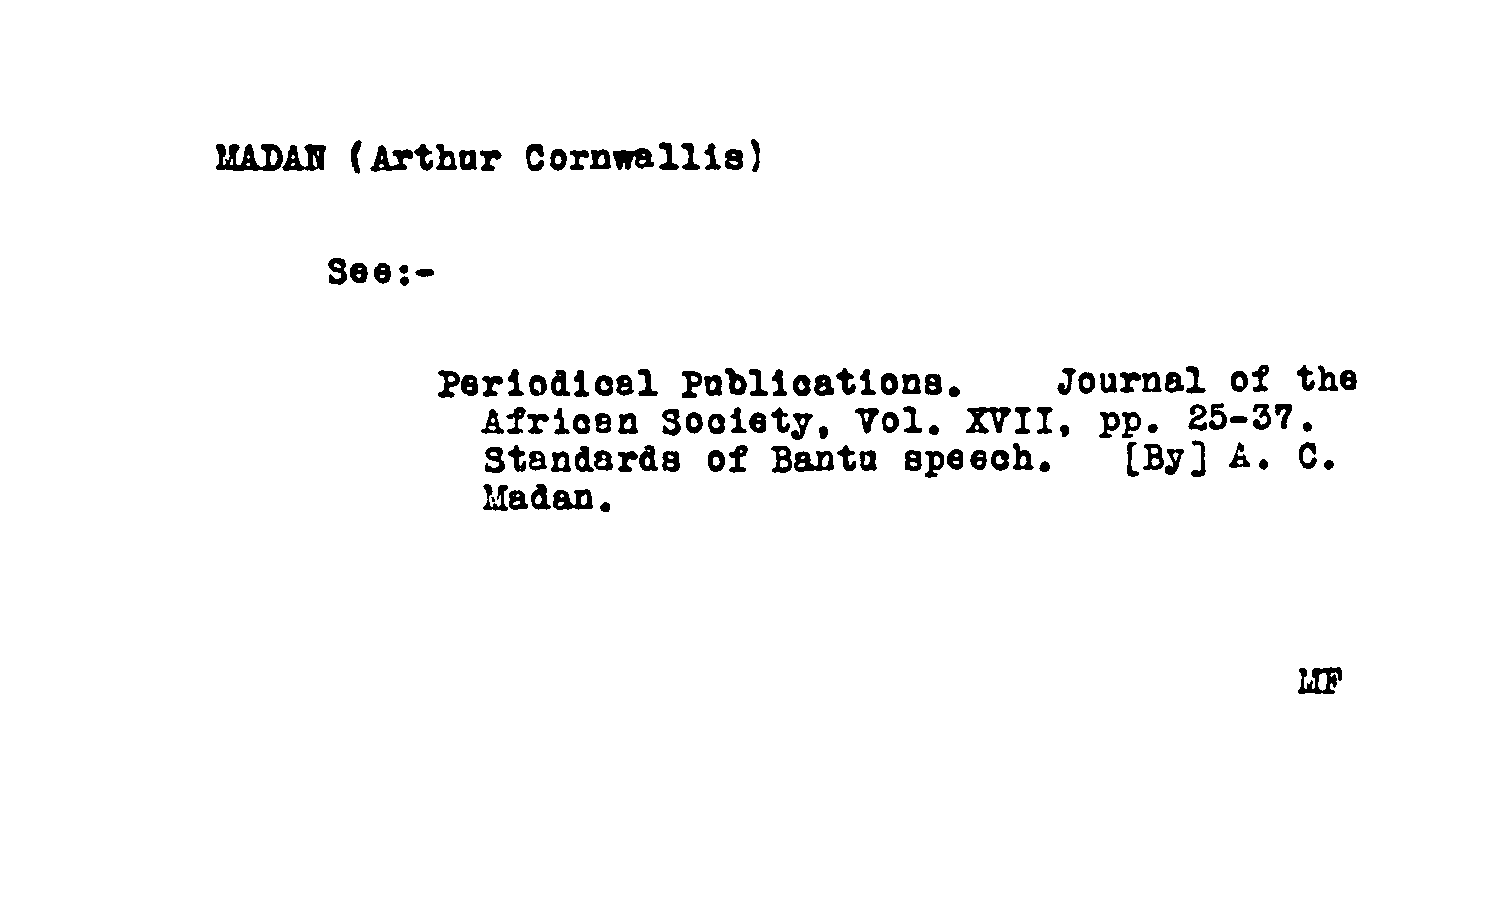 MADAN (Arthur Cornwallis)
See:-
Periodical Publications. Journal of the
African Society, Vol. XVII, pp. 25-37.
Standards of Bantu speech. [By] A. C.
Madan.
MF